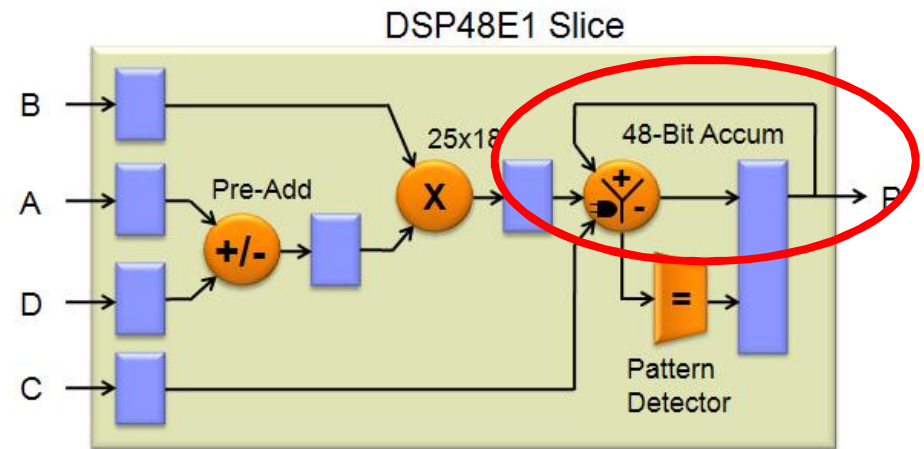 DSP48E1 Slice
B
25x18
48-Bit Accum
A
Pre-Add
X
+
-
P
+/-
D
=
C
Pattern
Detector